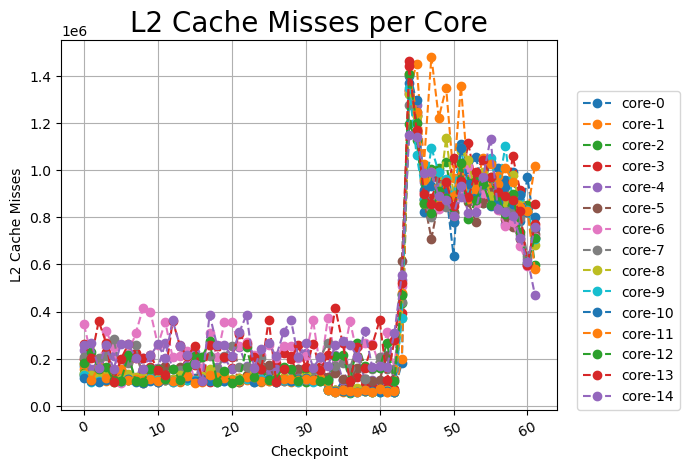 L2 Cache Misses per Core
1e6
1.4
1.2
1.0
0.8
0.6
0.4
0.2
0.0
L2 Cache Misses
0
10
20
30
40
50
60
Checkpoint
core-0
core-1
core-2
core-3
core-4
core-5
core-6
core-7
core-8
core-9
core-10
core-11
core-12
core-13
core-14